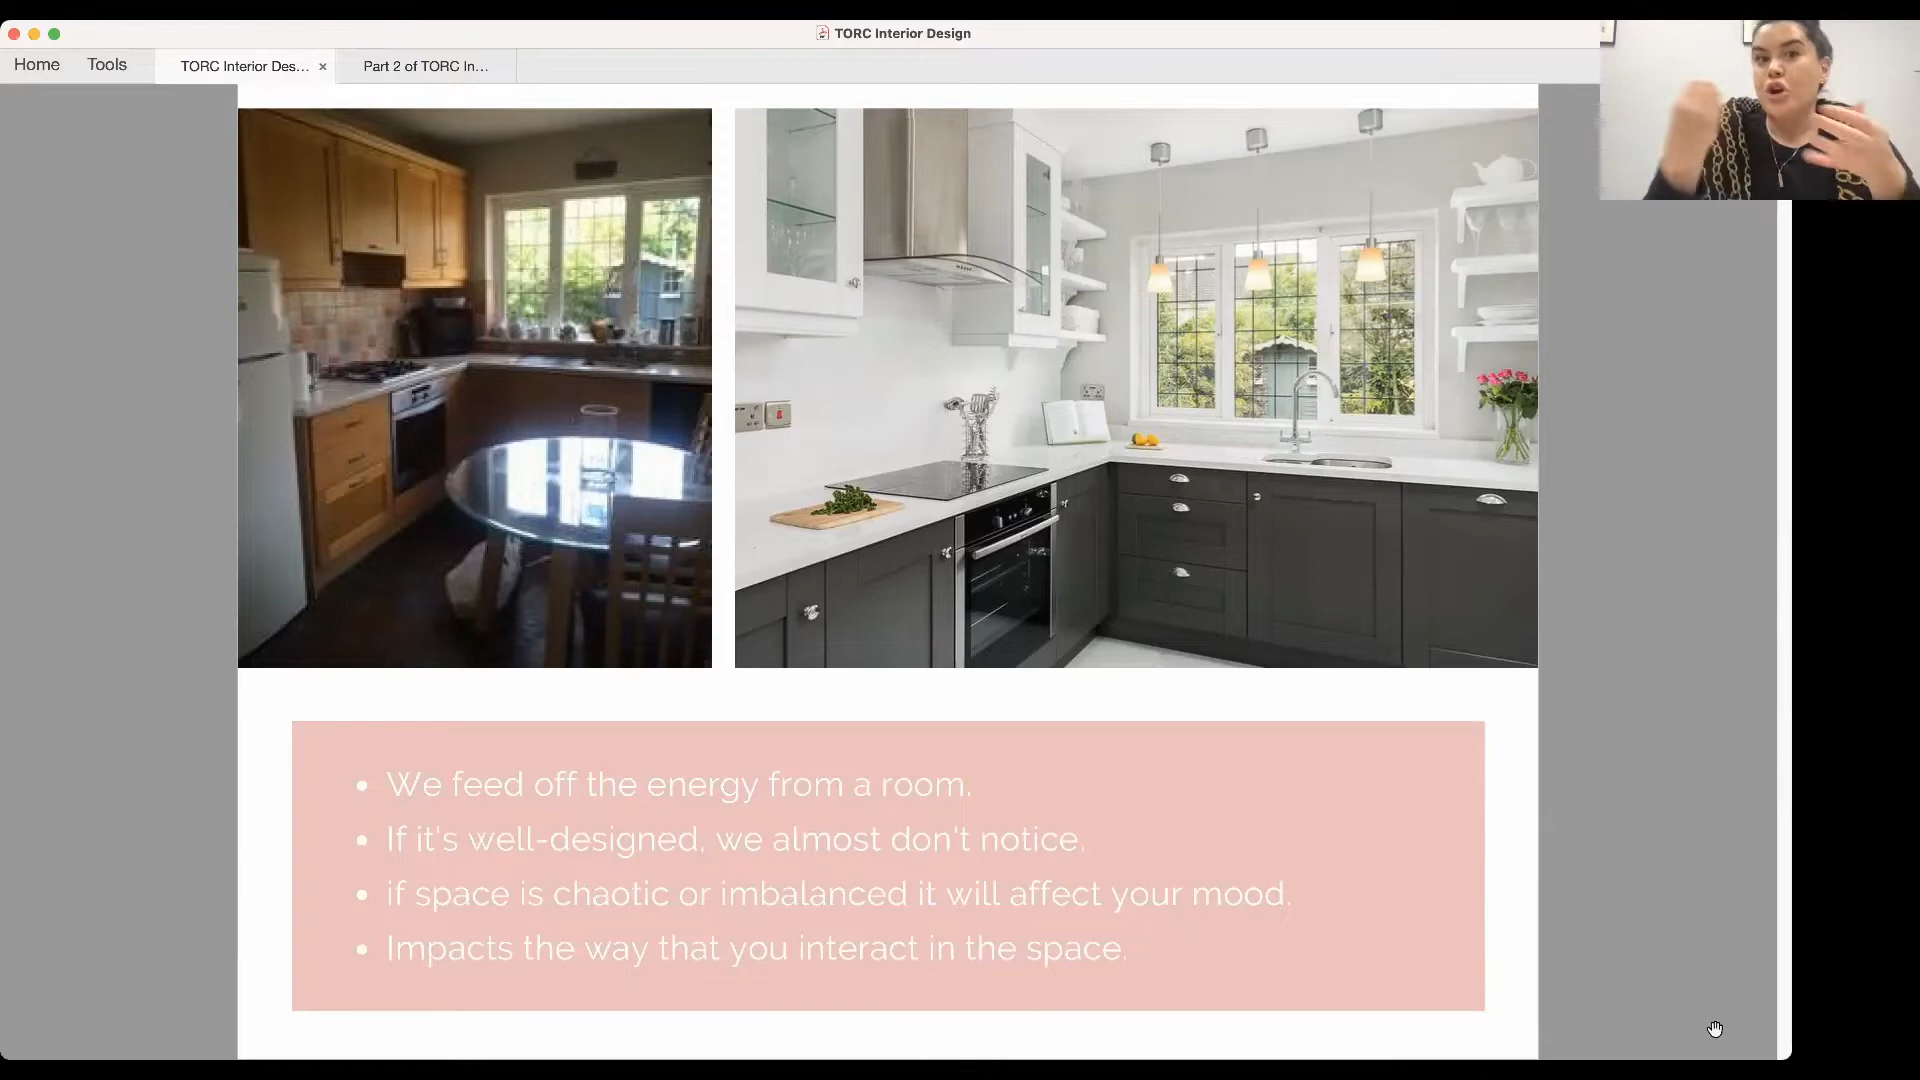 TORC Interior Design
Home
Tools
TORC Interior Des...
Part 2 of TORC In...
We feed off the energy from a room.
If it's well-designed, we almost don't notice.
if space is chaotic or imbalanced it will affect your mood.
Impacts the way that you interact in the space.